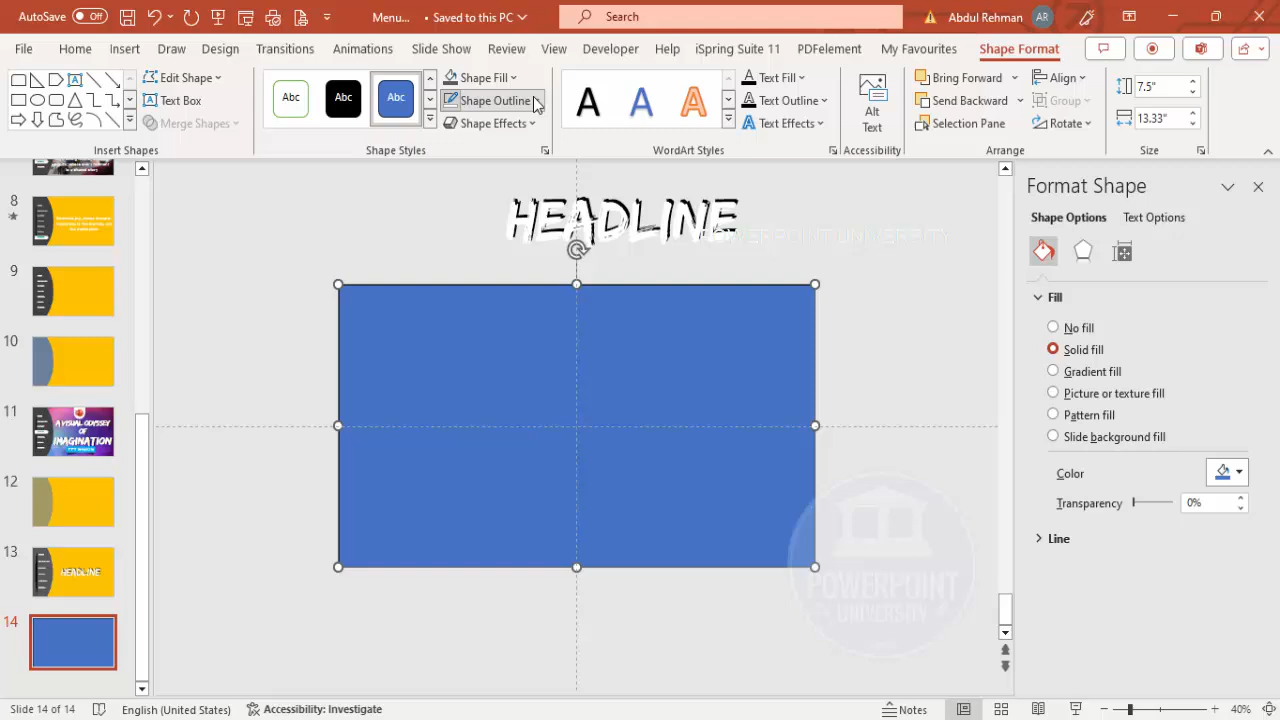 AutoSave Off Menu... • Saved to this PC Search Abdul Rehman AR
File Home Insert Draw Design Transitions Animations Slide Show Review View Developer Help iSpring Suite 11 PDFelement My Favourites Shape Format
Edit Shape Text Box Merge Shapes
Insert Shapes
Abc Abc Abc
Shape Fill Shape Outline Shape Effects
Shape Styles
A A A
Text Fill Text Outline Text Effects
WordArt Styles
Alt Text
Accessibility
Bring Forward Send Backward Selection Pane Align Group Rotate
Arrange
7.5"
13.33"
Size
8
9
10
11
A VISUAL ODYSSEY
OF
IMAGINATION
12
13
HEADLINE
14
HEADLINE
POWERPOINT UNIVERSITY
POWERPOINT
UNIVERSITY
Format Shape
Shape Options Text Options
Fill
No fill
Solid fill
Gradient fill
Picture or texture fill
Pattern fill
Slide background fill
Color
Transparency 0%
Line
Slide 14 of 14 English (United States) Accessibility: Investigate Notes 40%